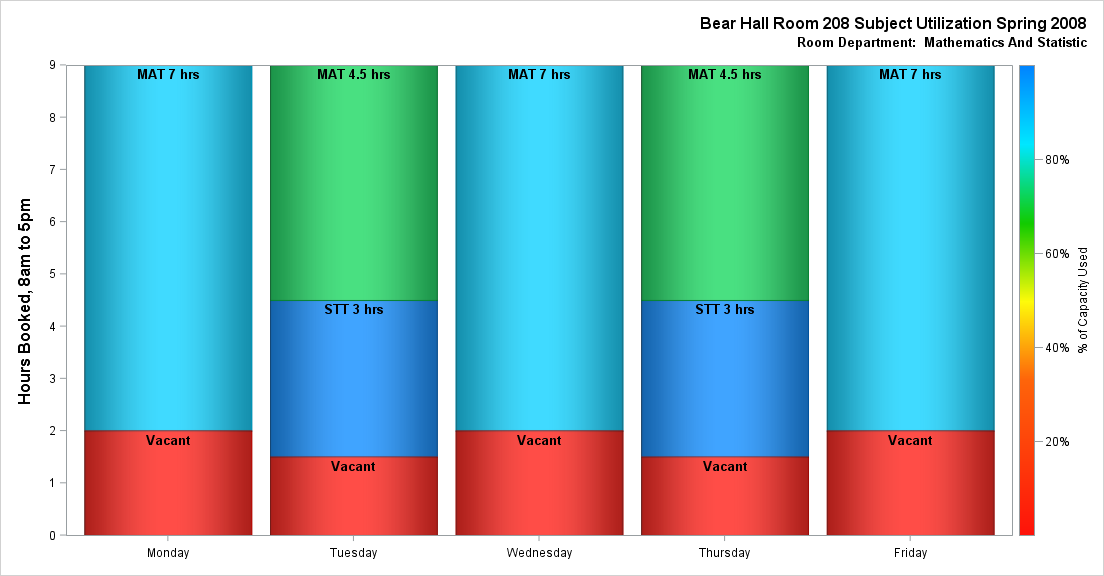 Bear Hall Room 208 Subject Utilization Spring 2008
Room Department:  Mathematics And Statistic
Hours Booked, 8am to 5pm
9
8
7
6
5
4
3
2
1
0
MAT 7 hrs
Vacant
MAT 4.5 hrs
STT 3 hrs
Vacant
MAT 7 hrs
Vacant
MAT 4.5 hrs
STT 3 hrs
Vacant
MAT 7 hrs
Vacant
Monday
Tuesday
Wednesday
Thursday
Friday
80%
60%
40%
20%
% of Capacity Used